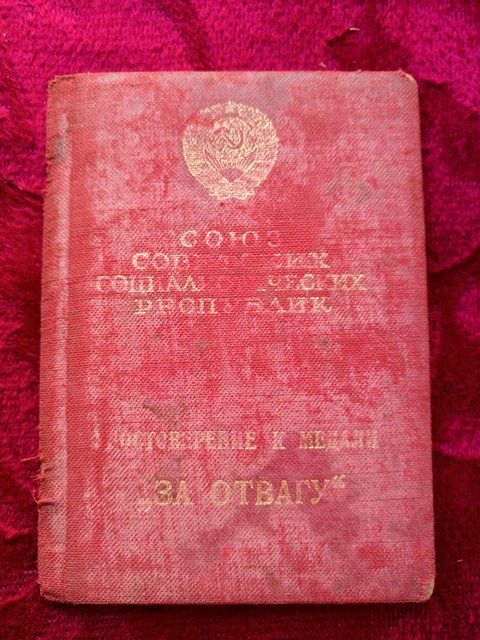 СОЮЗ
СОВЕТСКИХ
СОЦИАЛИСТИЧЕСКИХ
РЕСПУБЛИК
УДОСТОВЕРЕНИЕ К МЕДАЛИ
„ЗА ОТВАГУ“